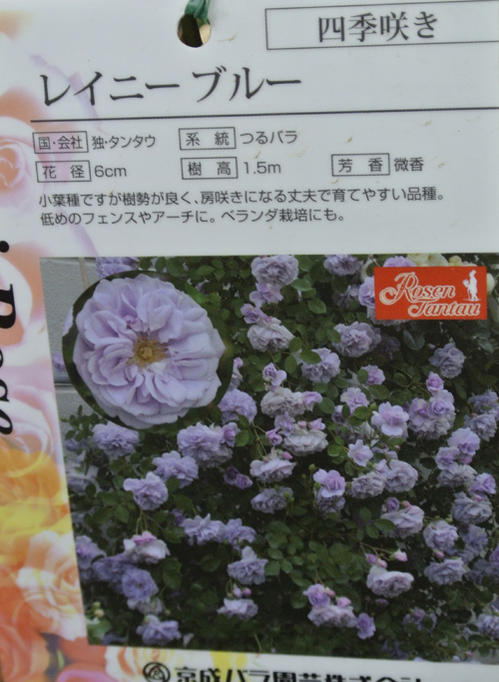 四季咲き
レイニー ブルー
国・会社 独・タンタウ 系 統 つるバラ
花 径 6cm 樹 高 1.5m 芳 香 微香
小葉種ですが樹勢が良く、房咲きになる丈夫で育てやすい品種。
低めのフェンスやアーチに。ベランダ栽培にも。
Rosen
Tantau
京成バラ園芸株式会社